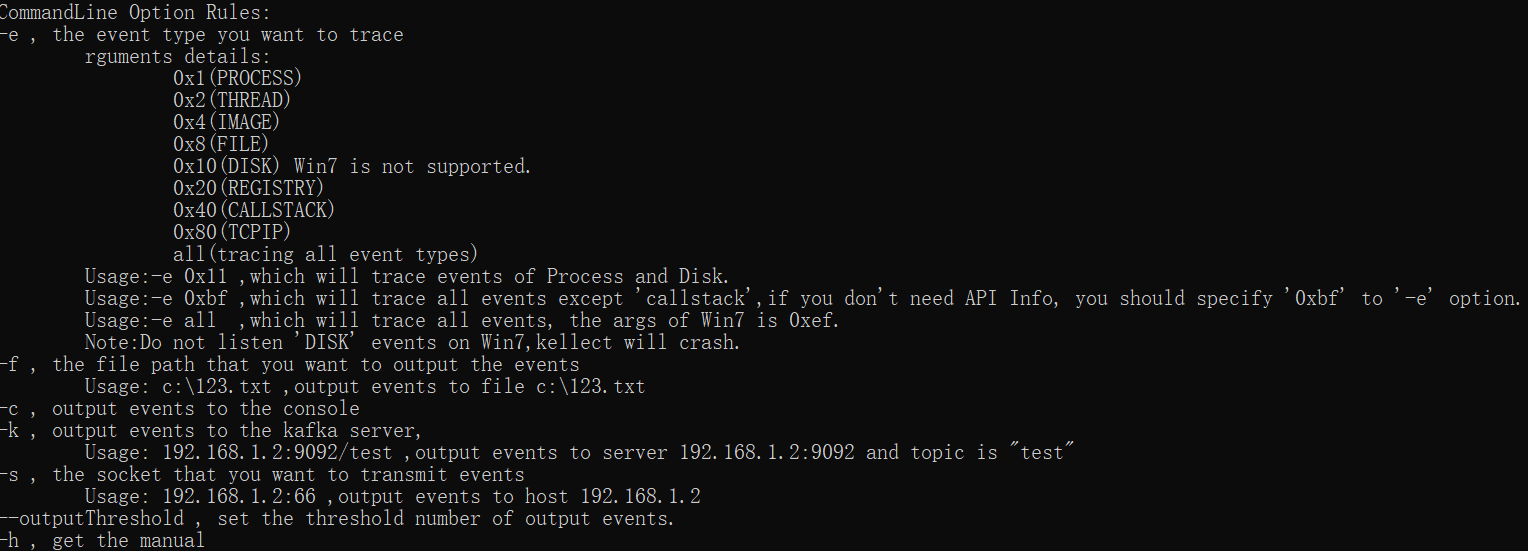 CommandLine Option Rules:
-e , the event type you want to trace
rguments details:
0x1(PROCESS)
0x2(THREAD)
0x4(IMAGE)
0x8(FILE)
0x10(DISK) Win7 is not supported.
0x20(REGISTRY)
0x40(CALLSTACK)
0x80(TCPIP)
all(tracing all event types)
Usage:-e 0x11 ,which will trace events of Process and Disk.
Usage:-e 0xbf ,which will trace all events except 'callstack',if you don't need API Info, you should specify '0xbf' to '-e' option.
Usage:-e all  ,which will trace all events, the args of Win7 is 0xef.
Note:Do not listen 'DISK' events on Win7,kellect will crash.
-f , the file path that you want to output the events
Usage: c:\123.txt ,output events to file c:\123.txt
-c , output events to the console
-k , output events to the kafka server,
Usage: 192.168.1.2:9092/test ,output events to server 192.168.1.2:9092 and topic is "test"
-s , the socket that you want to transmit events
Usage: 192.168.1.2:66 ,output events to host 192.168.1.2
--outputThreshold , set the threshold number of output events.
-h , get the manual